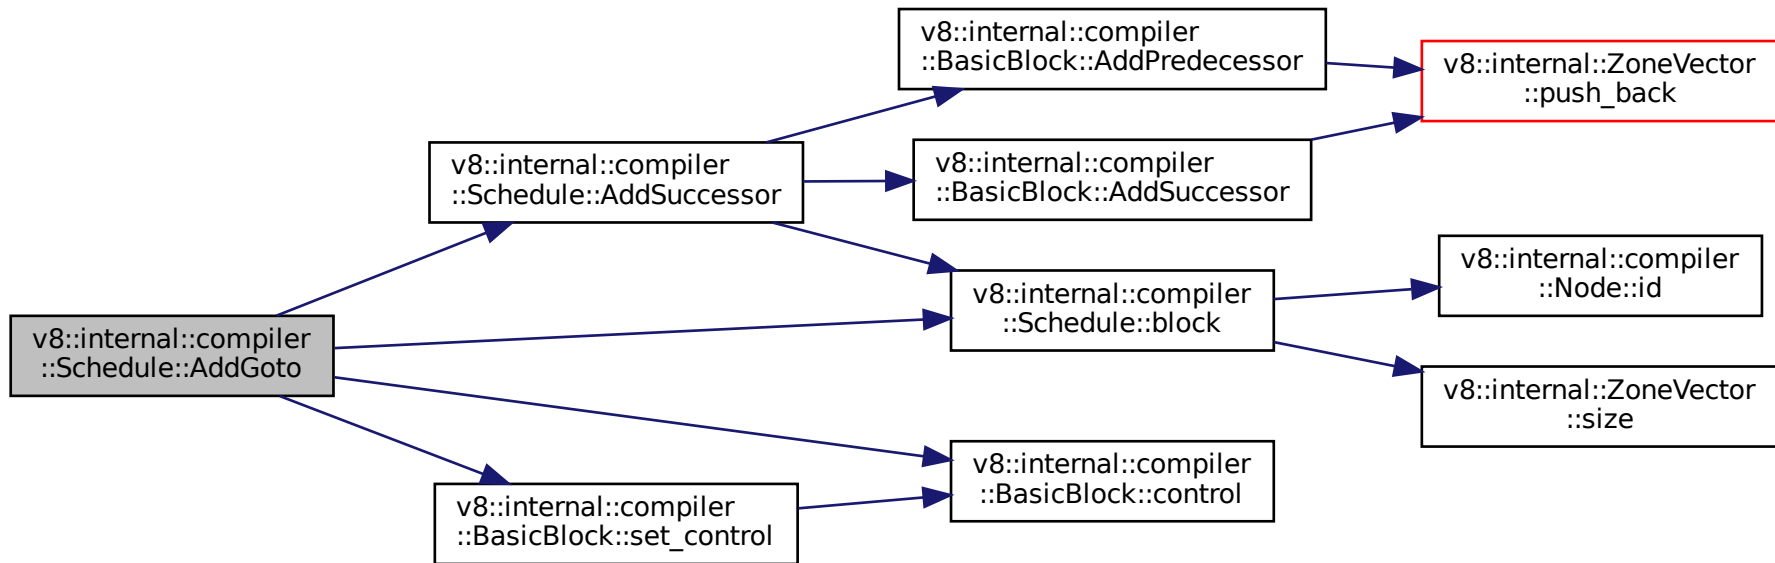 v8::internal::compiler
::BasicBlock::AddPredecessor
v8::internal::ZoneVector
::push_back
v8::internal::compiler
::Schedule::AddSuccessor
v8::internal::compiler
::BasicBlock::AddSuccessor
v8::internal::compiler
::Node::id
v8::internal::compiler
::Schedule::block
v8::internal::compiler
::Schedule::AddGoto
v8::internal::ZoneVector
::size
v8::internal::compiler
::BasicBlock::control
v8::internal::compiler
::BasicBlock::set_control